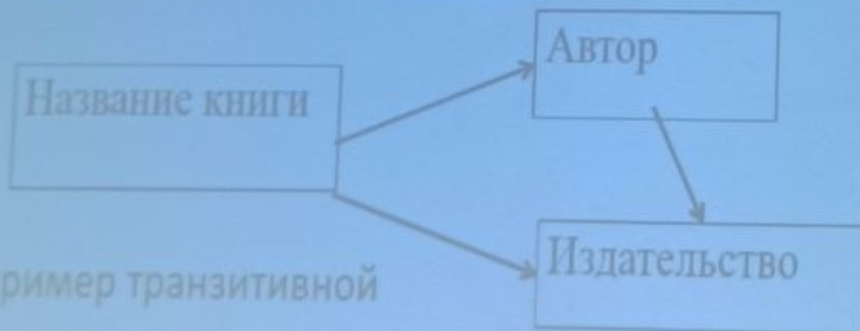 Автор
Название книги
Издательство
ример транзитивной